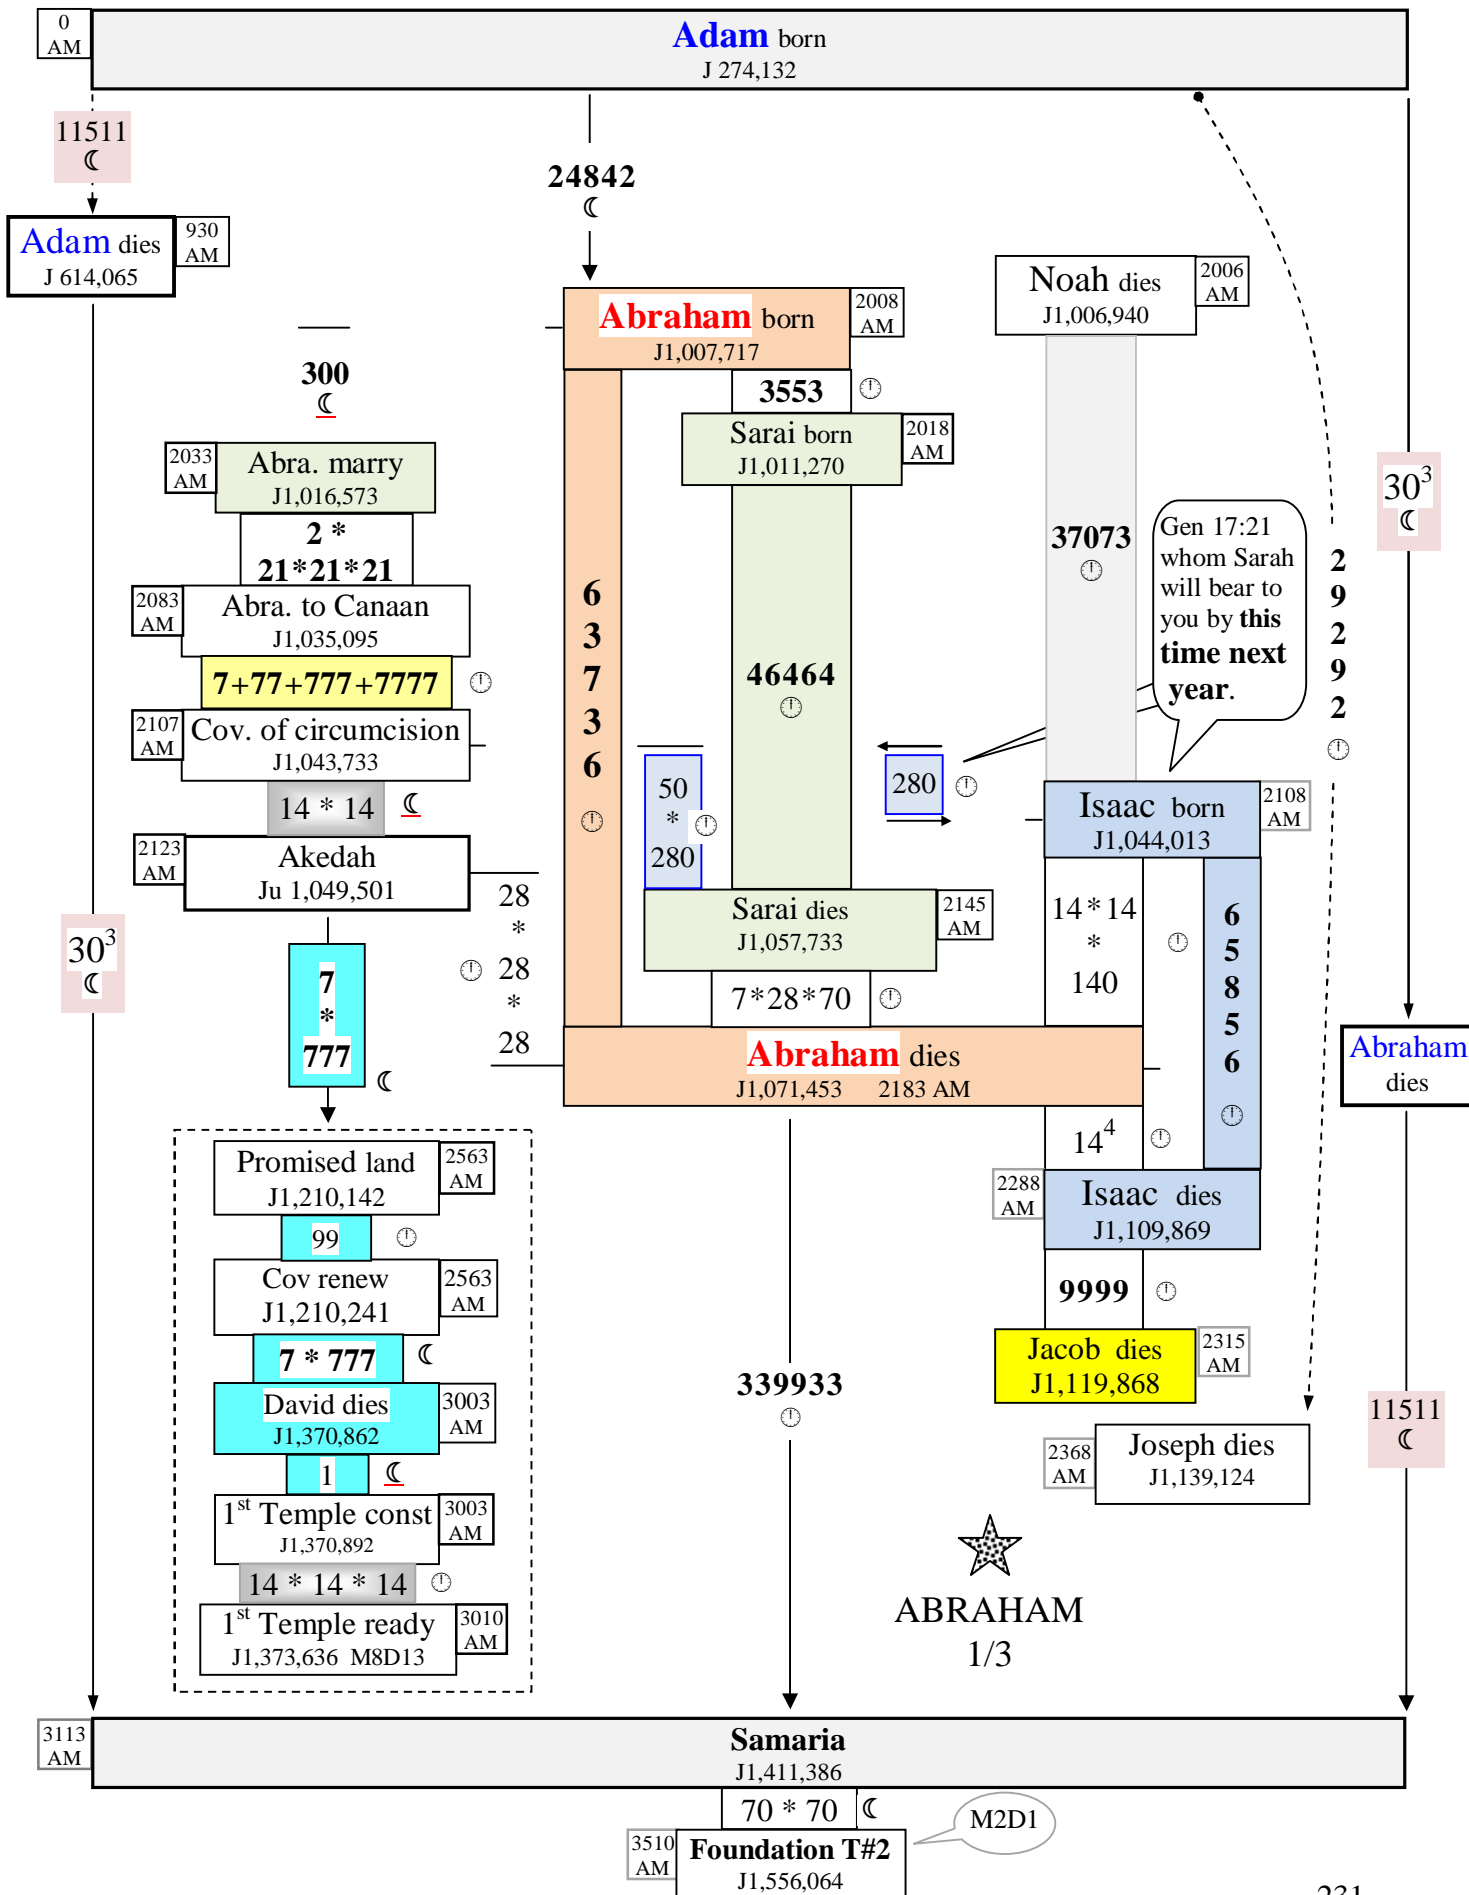 0
AM
Adam born
J 274,132
11511
☾
24842
☾
Adam dies
J 614,065
930
AM
Noah dies
J1,006,940
2006
AM
Abraham born
J1,007,717
2008
AM
300
☾
3553
Sarai born
J1,011,270
2018
AM
2033
AM
Abra. marry
J1,016,573
30³
☾
2 *
21*21*21
37073
Gen 17:21
whom Sarah
will bear to
you by this
time next
year.
2
9
2
9
2
2083
AM
Abra. to Canaan
J1,035,095
6
3
7
3
6
46464
7+77+777+7777
2107
AM
Cov. of circumcision
J1,043,733
50
*
280
280
14 * 14 ☾
Isaac born
J1,044,013
2108
AM
2123
AM
Akedah
Ju 1,049,501
28
*
28
*
28
Sarai dies
J1,057,733
2145
AM
14*14
*
140
6
5
8
5
6
30³
☾
7
*
777
☾
7*28*70
Abraham dies
J1,071,453 2183 AM
Abraham
dies
14⁴
Promised land
J1,210,142
2563
AM
2288
AM
Isaac dies
J1,109,869
99
Cov renew
J1,210,241
2563
AM
9999
7 * 777 ☾
Jacob dies
J1,119,868
2315
AM
David dies
J1,370,862
3003
AM
339933
11511
☾
1 ☾
2368
AM
Joseph dies
J1,139,124
1st Temple const
J1,370,892
3003
AM
14 * 14 * 14
1st Temple ready
J1,373,636 M8D13
3010
AM
ABRAHAM
1/3
3113
AM
Samaria
J1,411,386
70 * 70 ☾
M2D1
3510
AM
Foundation T#2
J1,556,064
231